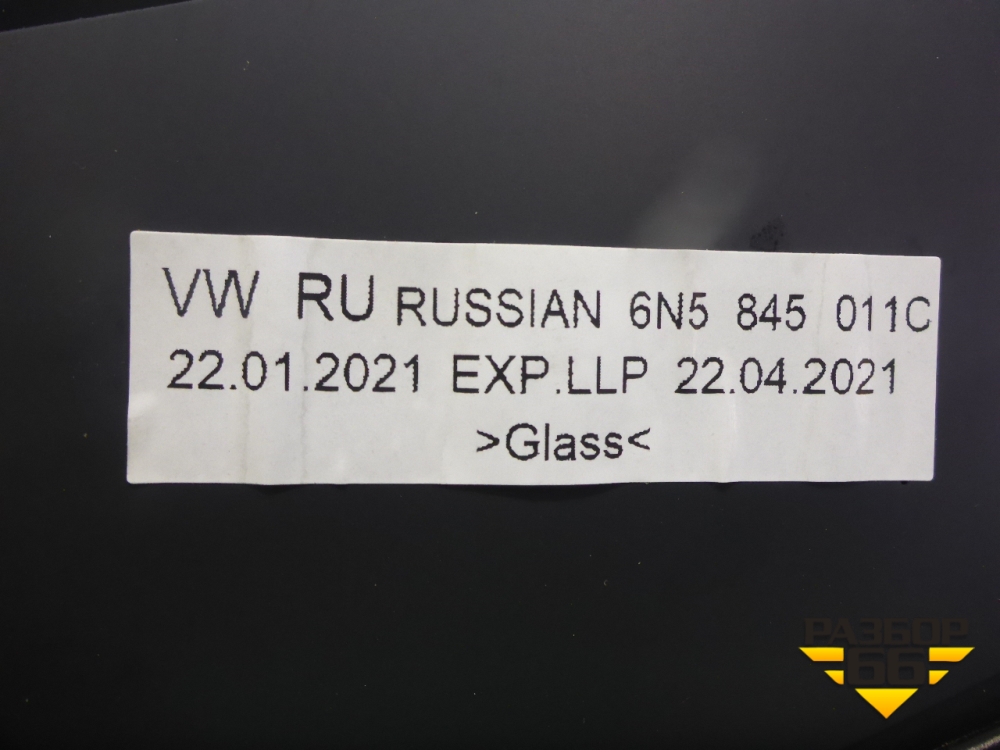 VW RU RUSSIAN 6N5 845 011C
22.01.2021 EXP.LLP 22.04.2021
>Glass<
РАЗБОР
66